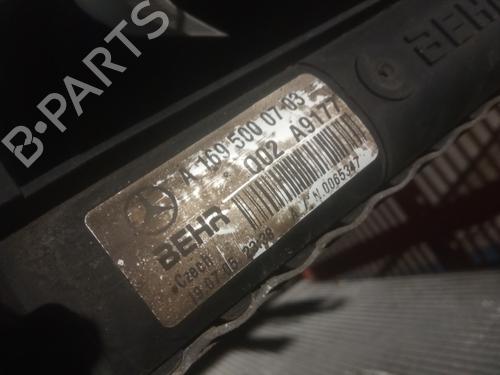 A 169 500 07 03
002 A9177
BEHR
F.N.0065347
Czech
BEHR
B-PARTS